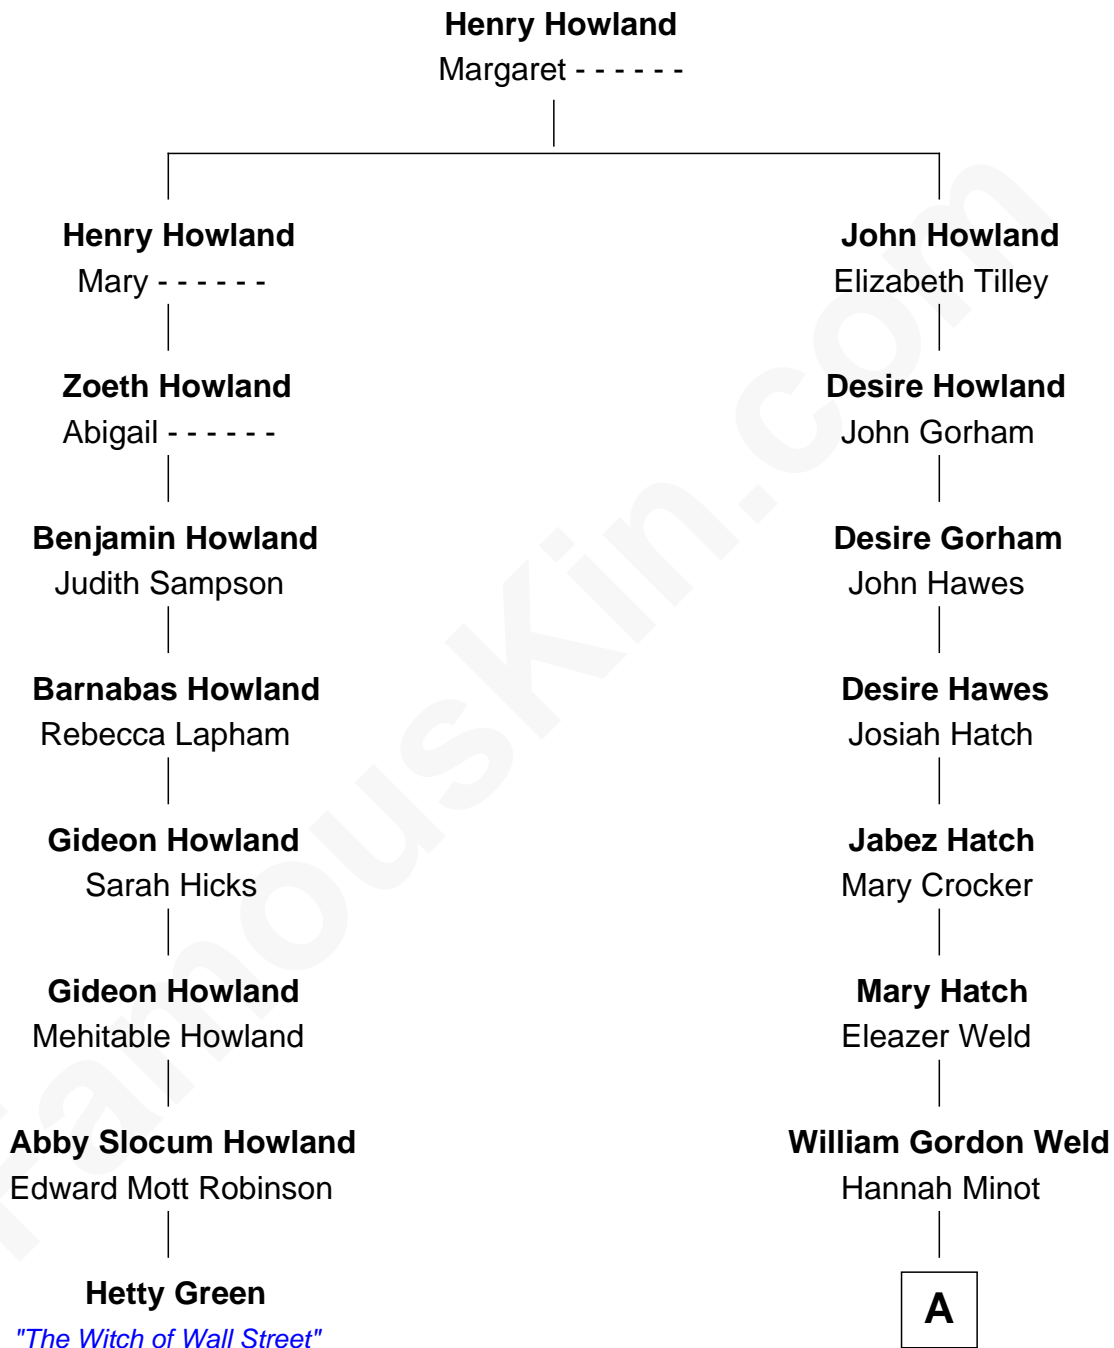 Henry Howland
Margaret - - - - - -
Henry Howland
Mary - - - - - -
John Howland
Elizabeth Tilley
Zoeth Howland
Abigail - - - - - -
Desire Howland
John Gorham
Benjamin Howland
Judith Sampson
Desire Gorham
John Hawes
Barnabas Howland
Rebecca Lapham
Desire Hawes
Josiah Hatch
Gideon Howland
Sarah Hicks
Jabez Hatch
Mary Crocker
Gideon Howland
Mehitable Howland
Mary Hatch
Eleazer Weld
Abby Slocum Howland
Edward Mott Robinson
William Gordon Weld
Hannah Minot
Hetty Green
"The Witch of Wall Street"
A
FamousKin.com